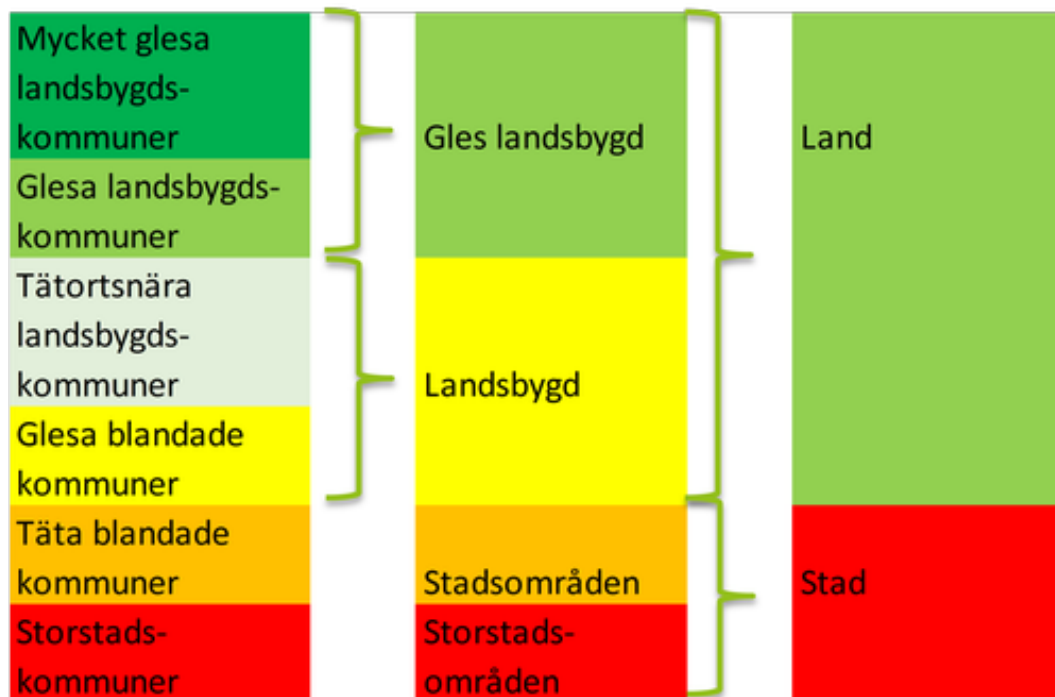 Mycket glesa
landsbygds-
kommuner
Glesa landsbygds-
kommuner
Tätortsnära
landsbygds-
kommuner
Glesa blandade
kommuner
Täta blandade
kommuner
Storstads-
kommuner
Gles landsbygd
Landsbygd
Stadsområden
Storstads-
områden
Land
Stad